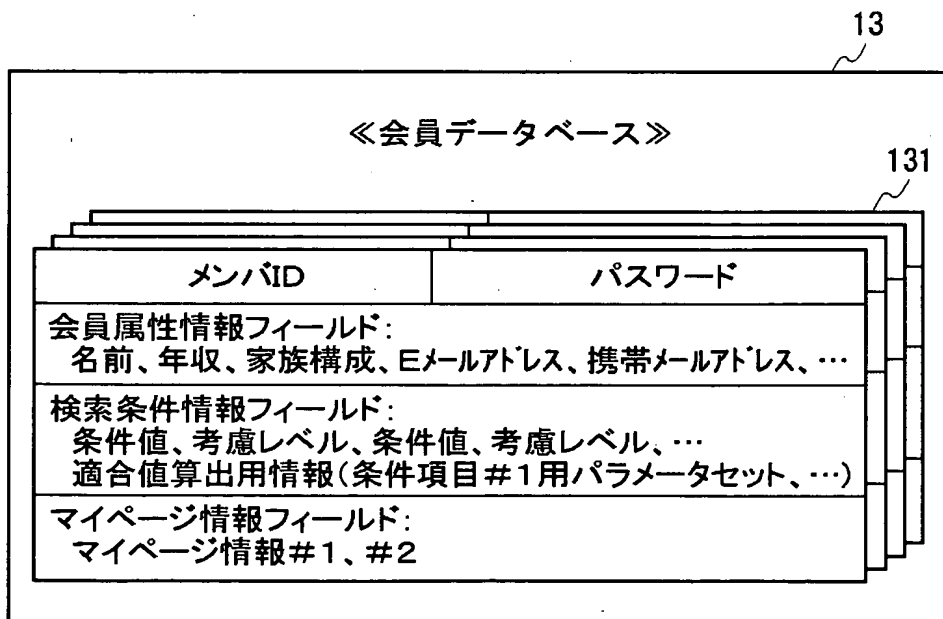 13
≪会員データベース≫
131
メンバID パスワード
会員属性情報フィールド:
名前、年収、家族構成、Eメールアドレス、携帯メールアドレス、…
検索条件情報フィールド:
条件値、考慮レベル、条件値、考慮レベル、…
適合値算出用情報(条件項目#1用パラメータセット、…)
マイページ情報フィールド:
マイページ情報#1、#2